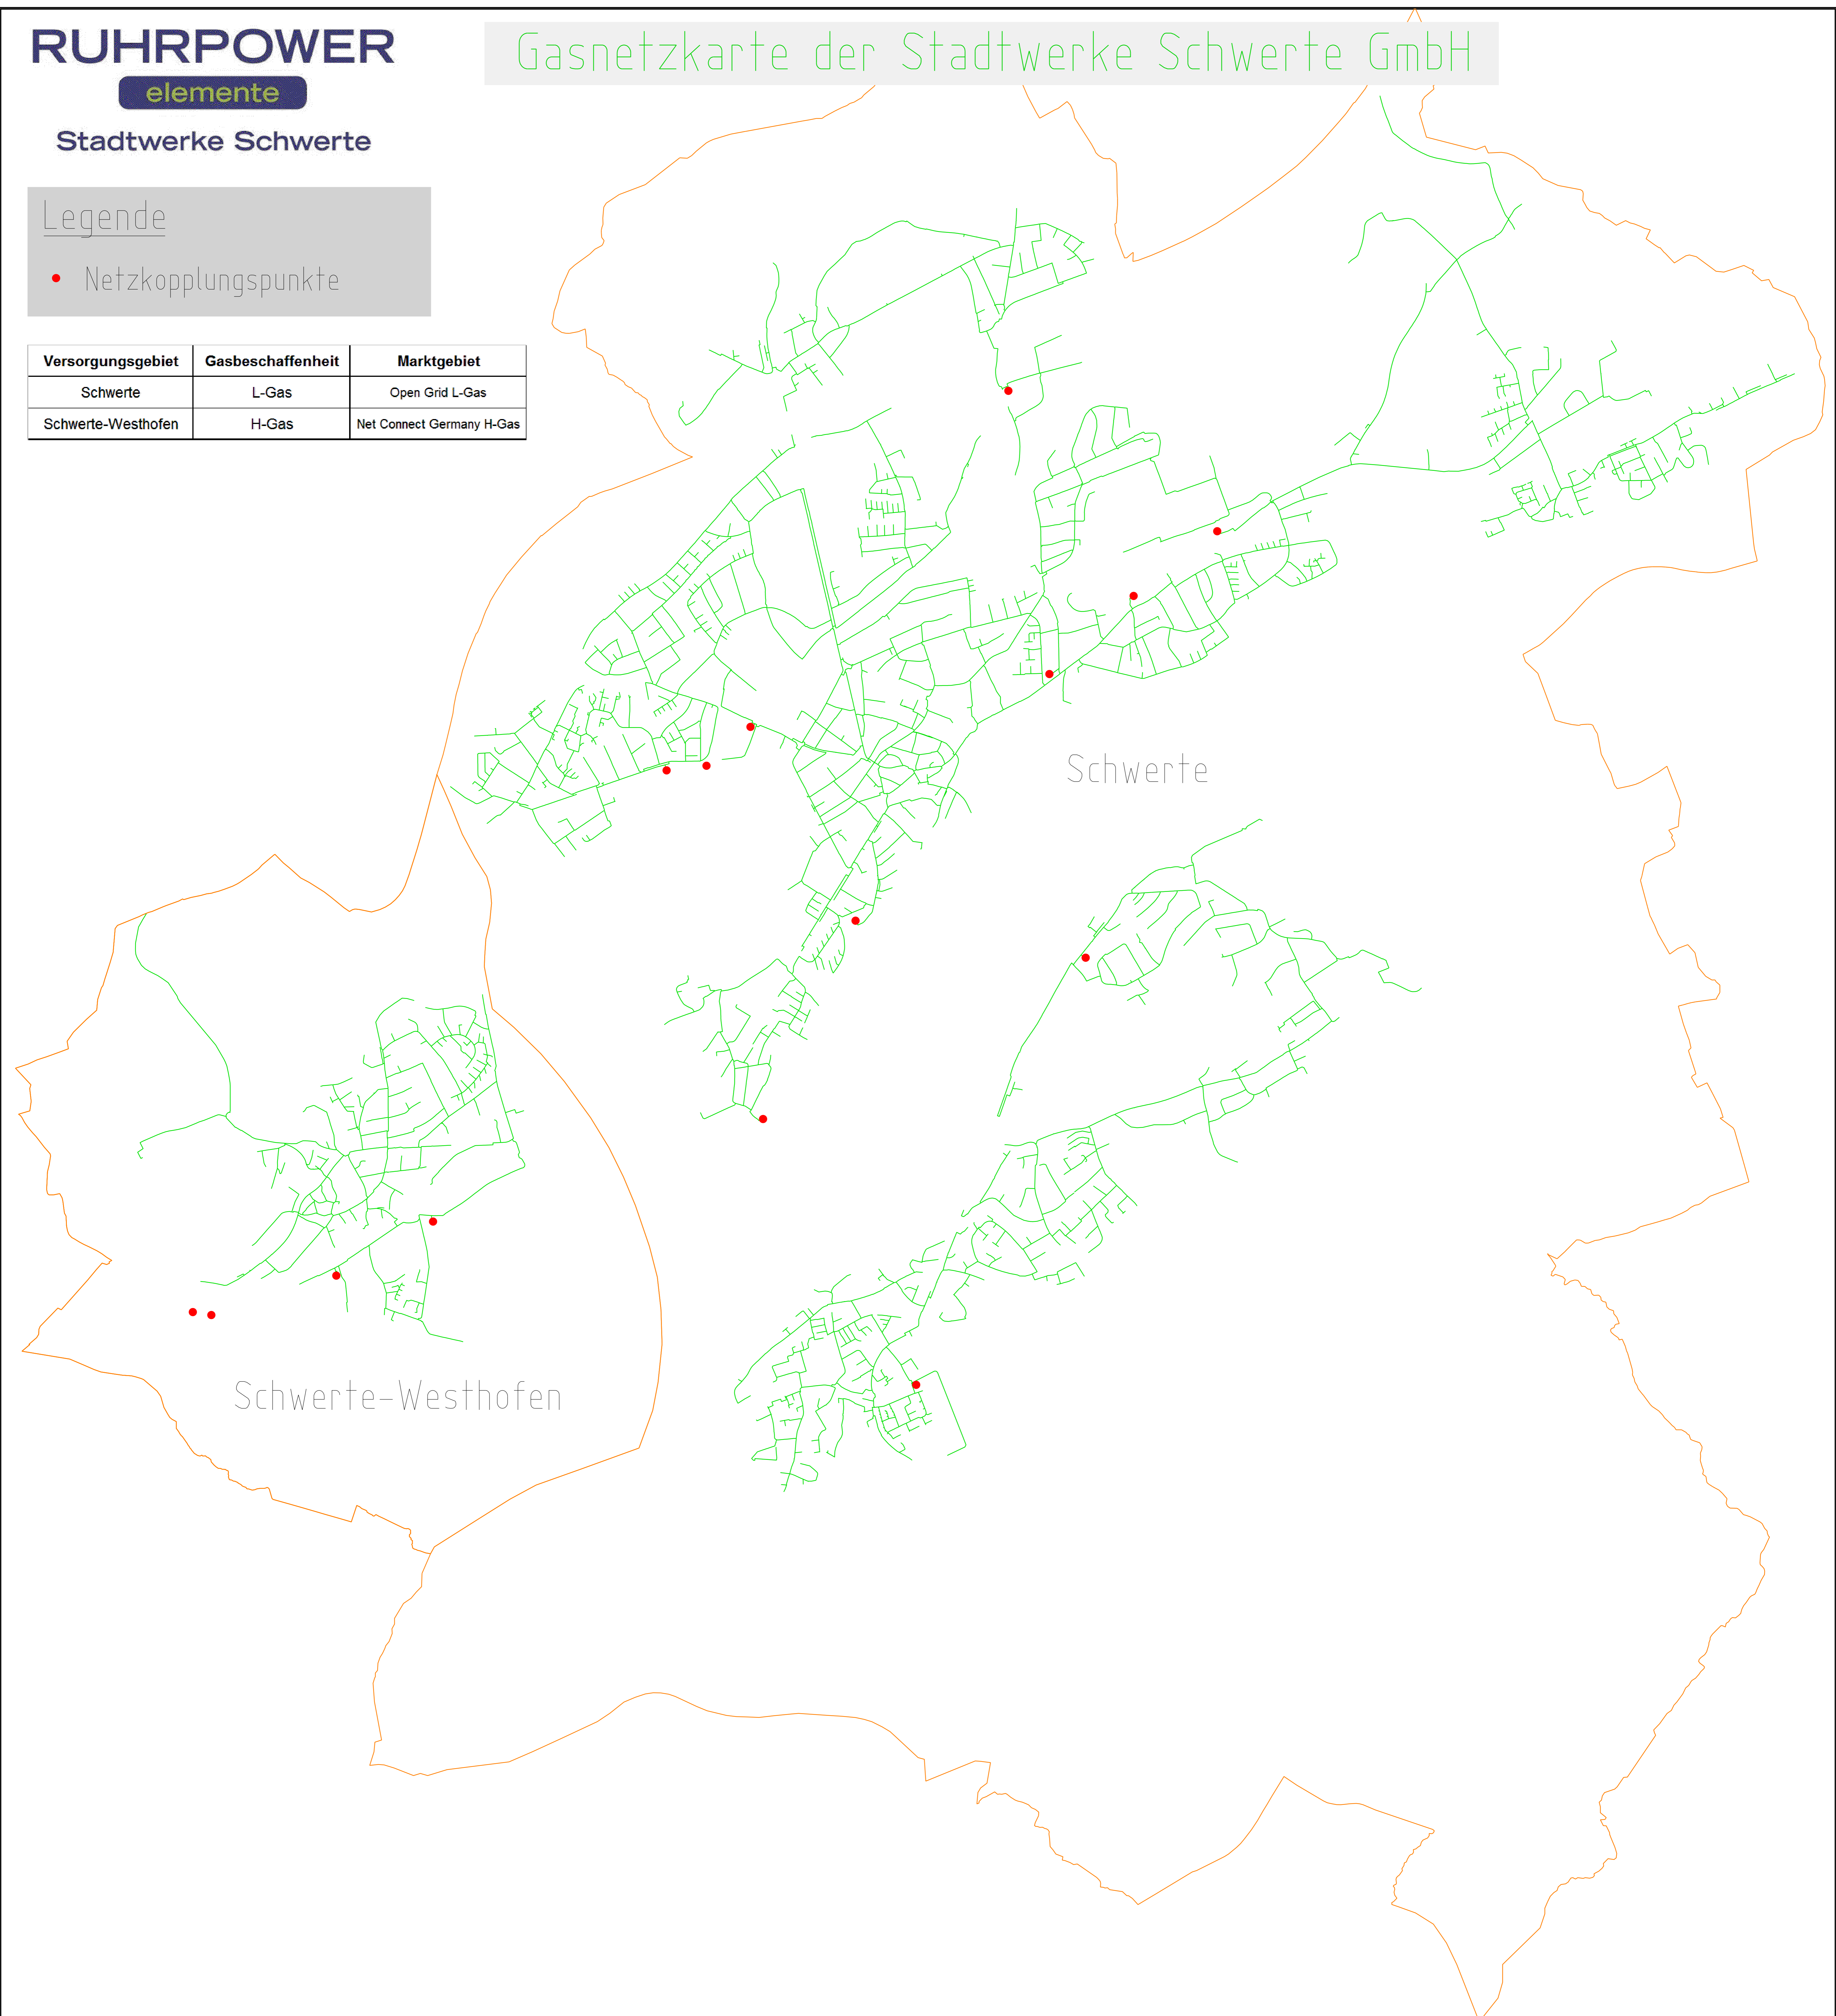 RUHRPOWER
elemente
Stadtwerke Schwerte
Gasnetzkarte der Stadtwerke Schwerte GmbH
Legende
Netzkopplungspunkte
Versorgungsgebiet Gasbeschaffenheit Marktgebiet
Schwerte L-Gas Open Grid L-Gas
Schwerte-Westhofen H-Gas Net Connect Germany H-Gas
Schwerte
Schwerte-Westhofen